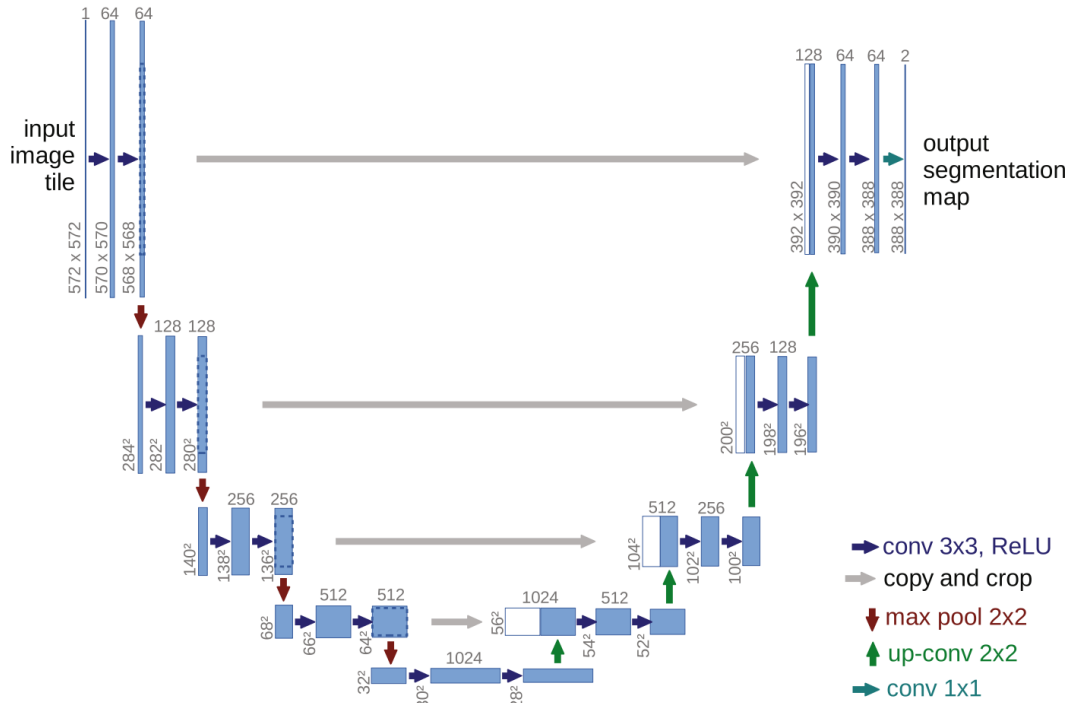 1 64 64
input
image
tile
572 x 572
570 x 570
568 x 568
128 64 64 2
output
segmentation
map
392 x 392
390 x 390
388 x 388
388 x 388
128 128
284²
282²
280²
256 128
200²
198²
196²
256 256
140²
138²
136²
512 256
104²
102²
100²
512 512
68²
66²
64²
1024 512
56²
54²
52²
1024
32²
30²
28²
conv 3x3, ReLU
copy and crop
max pool 2x2
up-conv 2x2
conv 1x1